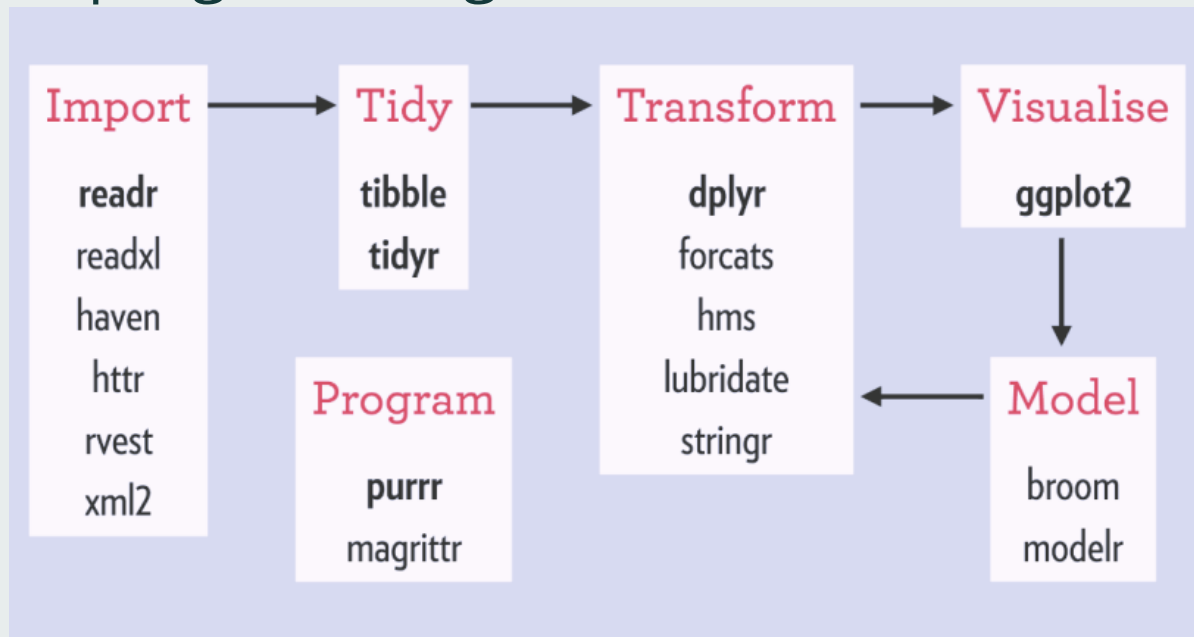 Import
readr
readxl
haven
httr
rvest
xml2
Tidy
tibble
tidyr
Program
purrr
magrittr
Transform
dplyr
forcats
hms
lubridate
stringr
Visualise
ggplot2
Model
broom
modelr